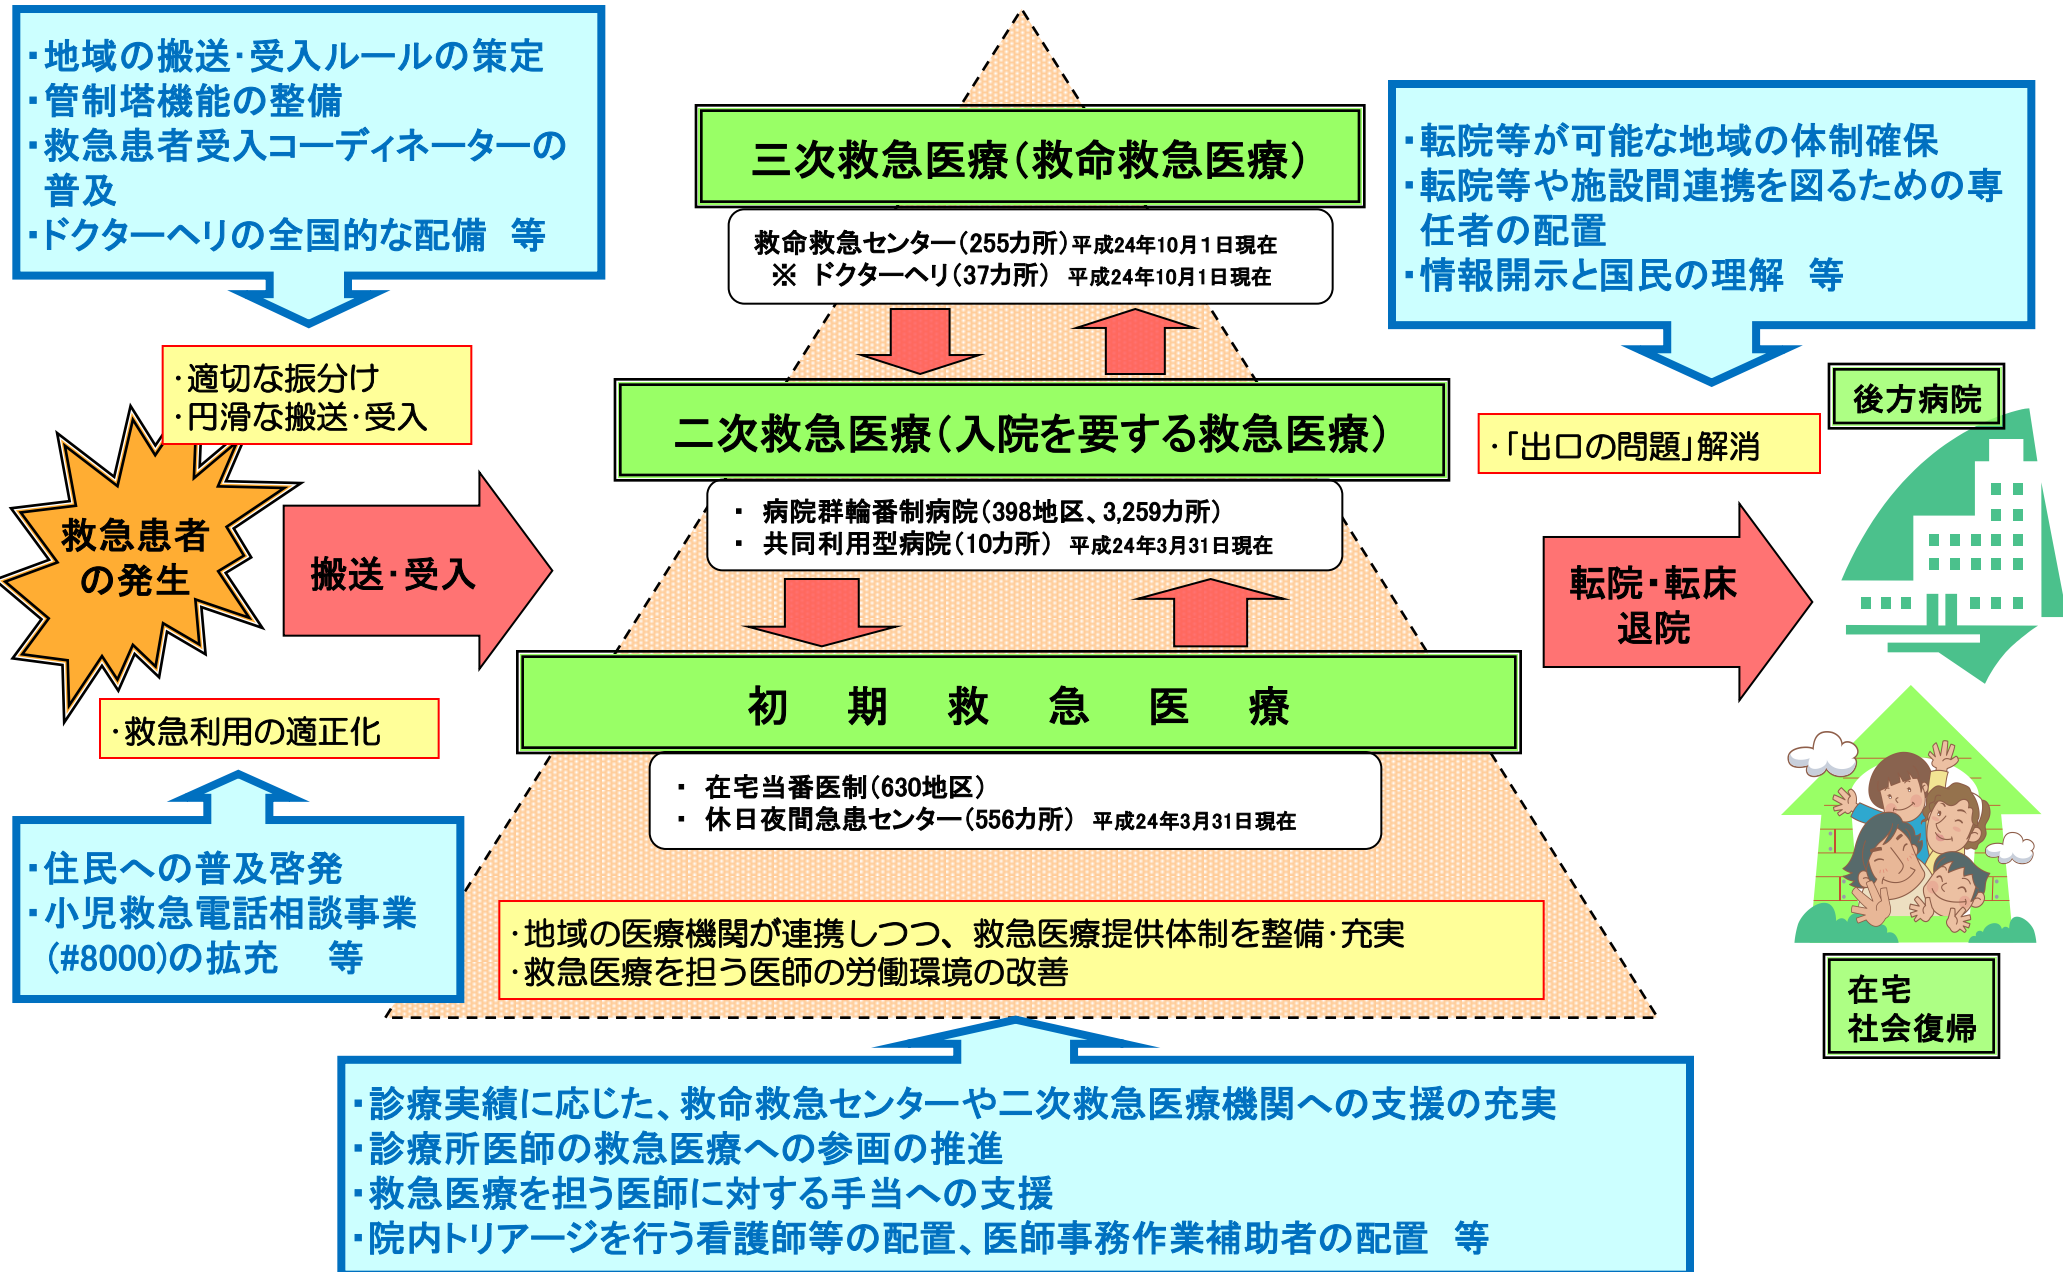 ・地域の搬送・受入ルールの策定
・管制塔機能の整備
・救急患者受入コーディネーターの
普及
・ドクターヘリの全国的な配備　等
・適切な振分け
・円滑な搬送・受入
救急患者
の発生
搬送・受入
・救急利用の適正化
・住民への普及啓発
・小児救急電話相談事業
(#8000)の拡充　等
三次救急医療（救命救急医療）
救命救急センター（255カ所）平成24年10月１日現在
※　ドクターヘリ（37カ所）　平成24年10月1日現在
二次救急医療（入院を要する救急医療）
・　病院群輪番制病院（398地区、3,259カ所）
・　共同利用型病院（10カ所）　平成24年3月31日現在
初　期　救　急　医　療
・　在宅当番医制（630地区）
・　休日夜間急患センター（556カ所）　平成24年3月31日現在
・地域の医療機関が連携しつつ、救急医療提供体制を整備・充実
・救急医療を担う医師の労働環境の改善
・診療実績に応じた、救命救急センターや二次救急医療機関への支援の充実
・診療所医師の救急医療への参画の推進
・救急医療を担う医師に対する手当への支援
・院内トリアージを行う看護師等の配置、医師事務作業補助者の配置　等
・転院等が可能な地域の体制確保
・転院等や施設間連携を図るための専
任者の配置
・情報開示と国民の理解　等
・「出口の問題」解消
後方病院
転院・転床
退院
在宅
社会復帰